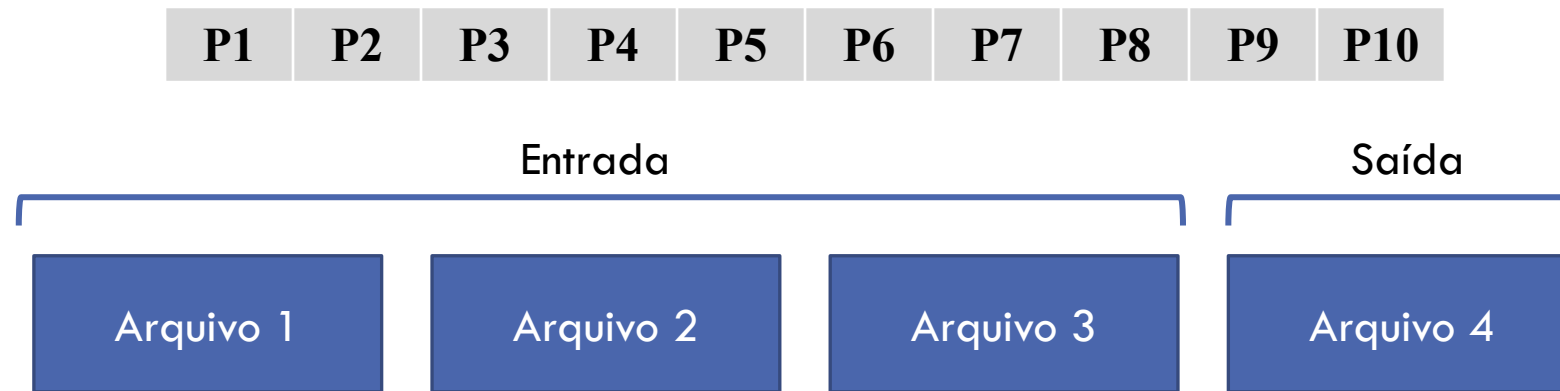 P1 P2 P3 P4 P5 P6 P7 P8 P9 P10
Entrada Saída
Arquivo 1 Arquivo 2 Arquivo 3 Arquivo 4